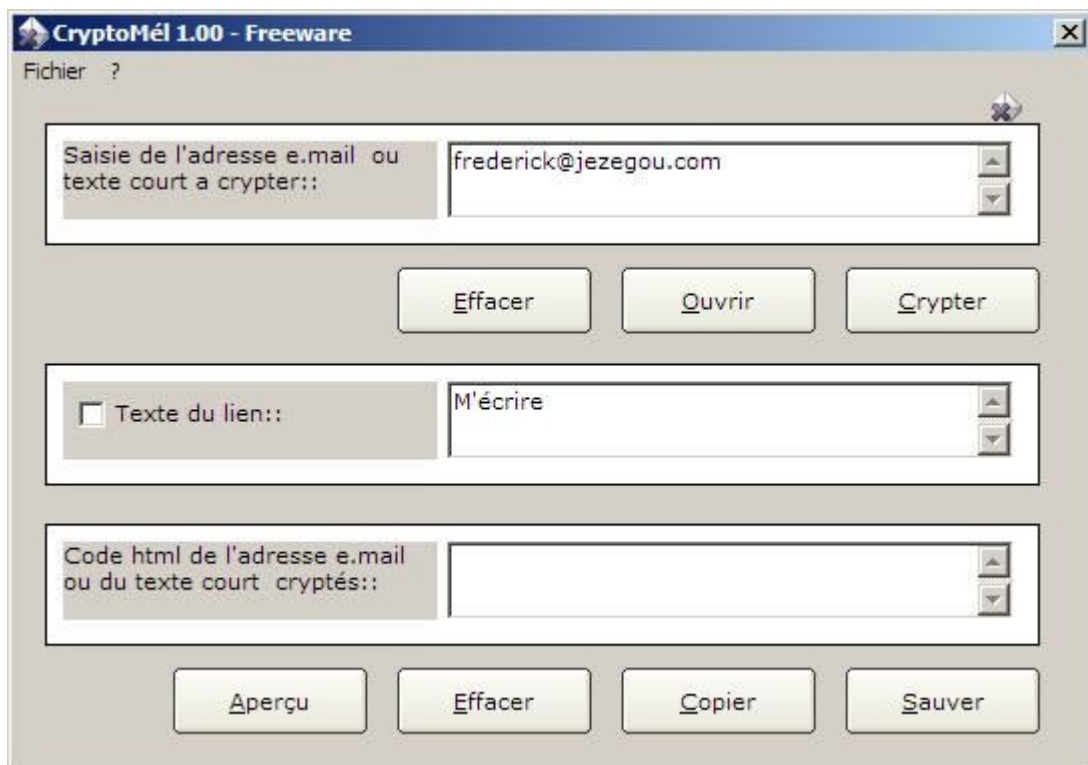 CryptoMél 1.00 - Freeware
Fichier ?
Saisie de l'adresse e.mail ou
texte court a crypter::
frederick@jezegou.com
Effacer
Ouvrir
Crypter
Texte du lien::
M'écrire
Code html de l'adresse e.mail
ou du texte court cryptés::
Aperçu
Effacer
Copier
Sauver